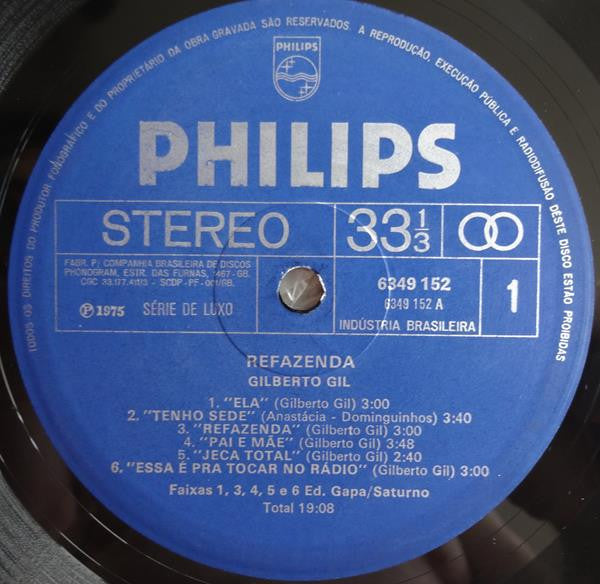 TODOS OS DIREITOS DO PRODUTOR FONOGRÁFICO E DO PROPRIETÁRIO DA OBRA GRAVADA SÃO RESERVADOS. A REPRODUÇÃO, EXECUÇÃO PÚBLICA E RADIODIFUSÃO DÊSTE DISCO ESTÃO PROIBIDAS
PHILIPS
PHILIPS
STEREO 33 1/3
FABR. P/ COMPANHIA BRASILEIRA DE DISCOS
PHONOGRAM, ESTR. DAS FURNAS, 1467-GB.
CGC 33.177.411/3 - SCDP-PF-001/GB.
6349 152
6349 152 A
1
℗ 1975 SÉRIE DE LUXO
INDÚSTRIA BRASILEIRA
REFAZENDA
GILBERTO GIL
1. "ELA" (Gilberto Gil) 3:00
2. "TENHO SEDE" (Anastácia - Dominguinhos) 3:40
3. "REFAZENDA" (Gilberto Gil) 3:00
4. "PAI E MÃE" (Gilberto Gil) 3:48
5. "JECA TOTAL" (Gilberto Gil) 2:40
6. "ESSA É PRA TOCAR NO RÁDIO" (Gilberto Gil) 3:00
Faixas 1, 3, 4, 5 e 6 Ed. Gapa/Saturno
Total 19:08